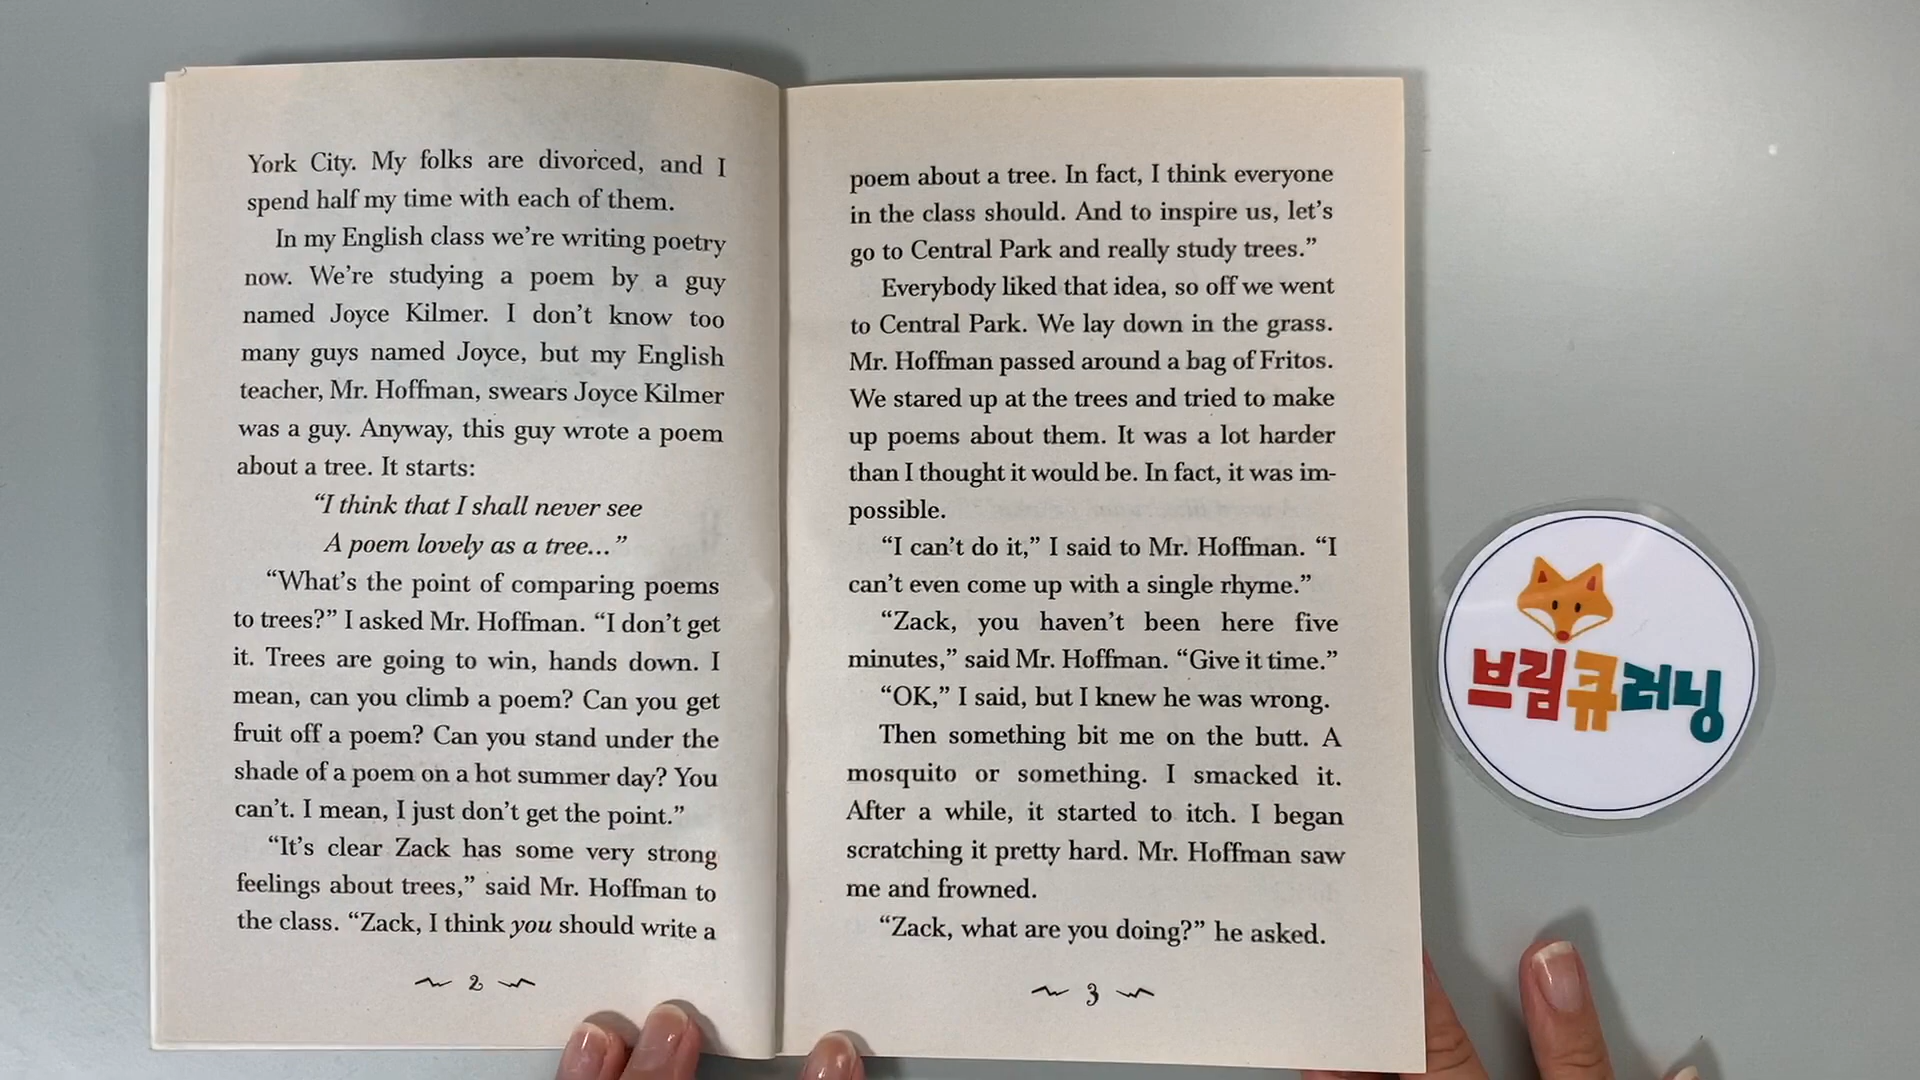 York City. My folks are divorced, and I
spend half my time with each of them.
In my English class we’re writing poetry
now. We’re studying a poem by a guy
named Joyce Kilmer. I don’t know too
many guys named Joyce, but my English
teacher, Mr. Hoffman, swears Joyce Kilmer
was a guy. Anyway, this guy wrote a poem
about a tree. It starts:
“I think that I shall never see
A poem lovely as a tree...”
“What’s the point of comparing poems
to trees?” I asked Mr. Hoffman. “I don’t get
it. Trees are going to win, hands down. I
mean, can you climb a poem? Can you get
fruit off a poem? Can you stand under the
shade of a poem on a hot summer day? You
can’t. I mean, I just don’t get the point.”
“It’s clear Zack has some very strong
feelings about trees,” said Mr. Hoffman to
the class. “Zack, I think you should write a
2
poem about a tree. In fact, I think everyone
in the class should. And to inspire us, let’s
go to Central Park and really study trees.”
Everybody liked that idea, so off we went
to Central Park. We lay down in the grass.
Mr. Hoffman passed around a bag of Fritos.
We stared up at the trees and tried to make
up poems about them. It was a lot harder
than I thought it would be. In fact, it was im-
possible.
“I can’t do it,” I said to Mr. Hoffman. “I
can’t even come up with a single rhyme.”
“Zack, you haven’t been here five
minutes,” said Mr. Hoffman. “Give it time.”
“OK,” I said, but I knew he was wrong.
Then something bit me on the butt. A
mosquito or something. I smacked it.
After a while, it started to itch. I began
scratching it pretty hard. Mr. Hoffman saw
me and frowned.
“Zack, what are you doing?” he asked.
3
브림큐러닝